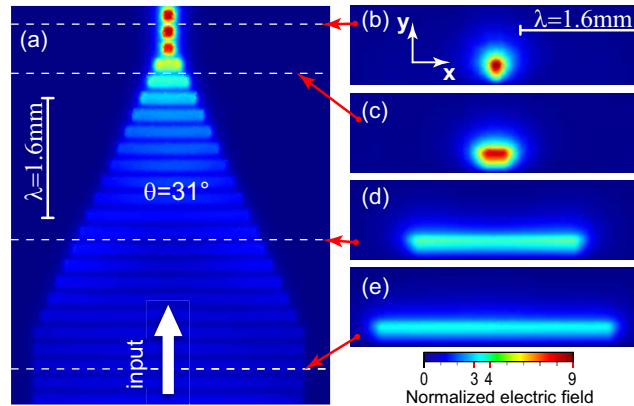 (a)
λ=1.6mm
θ=31°
input
(b)
y
x
λ=1.6mm
(c)
(d)
(e)
0 3 4 9
Normalized electric field